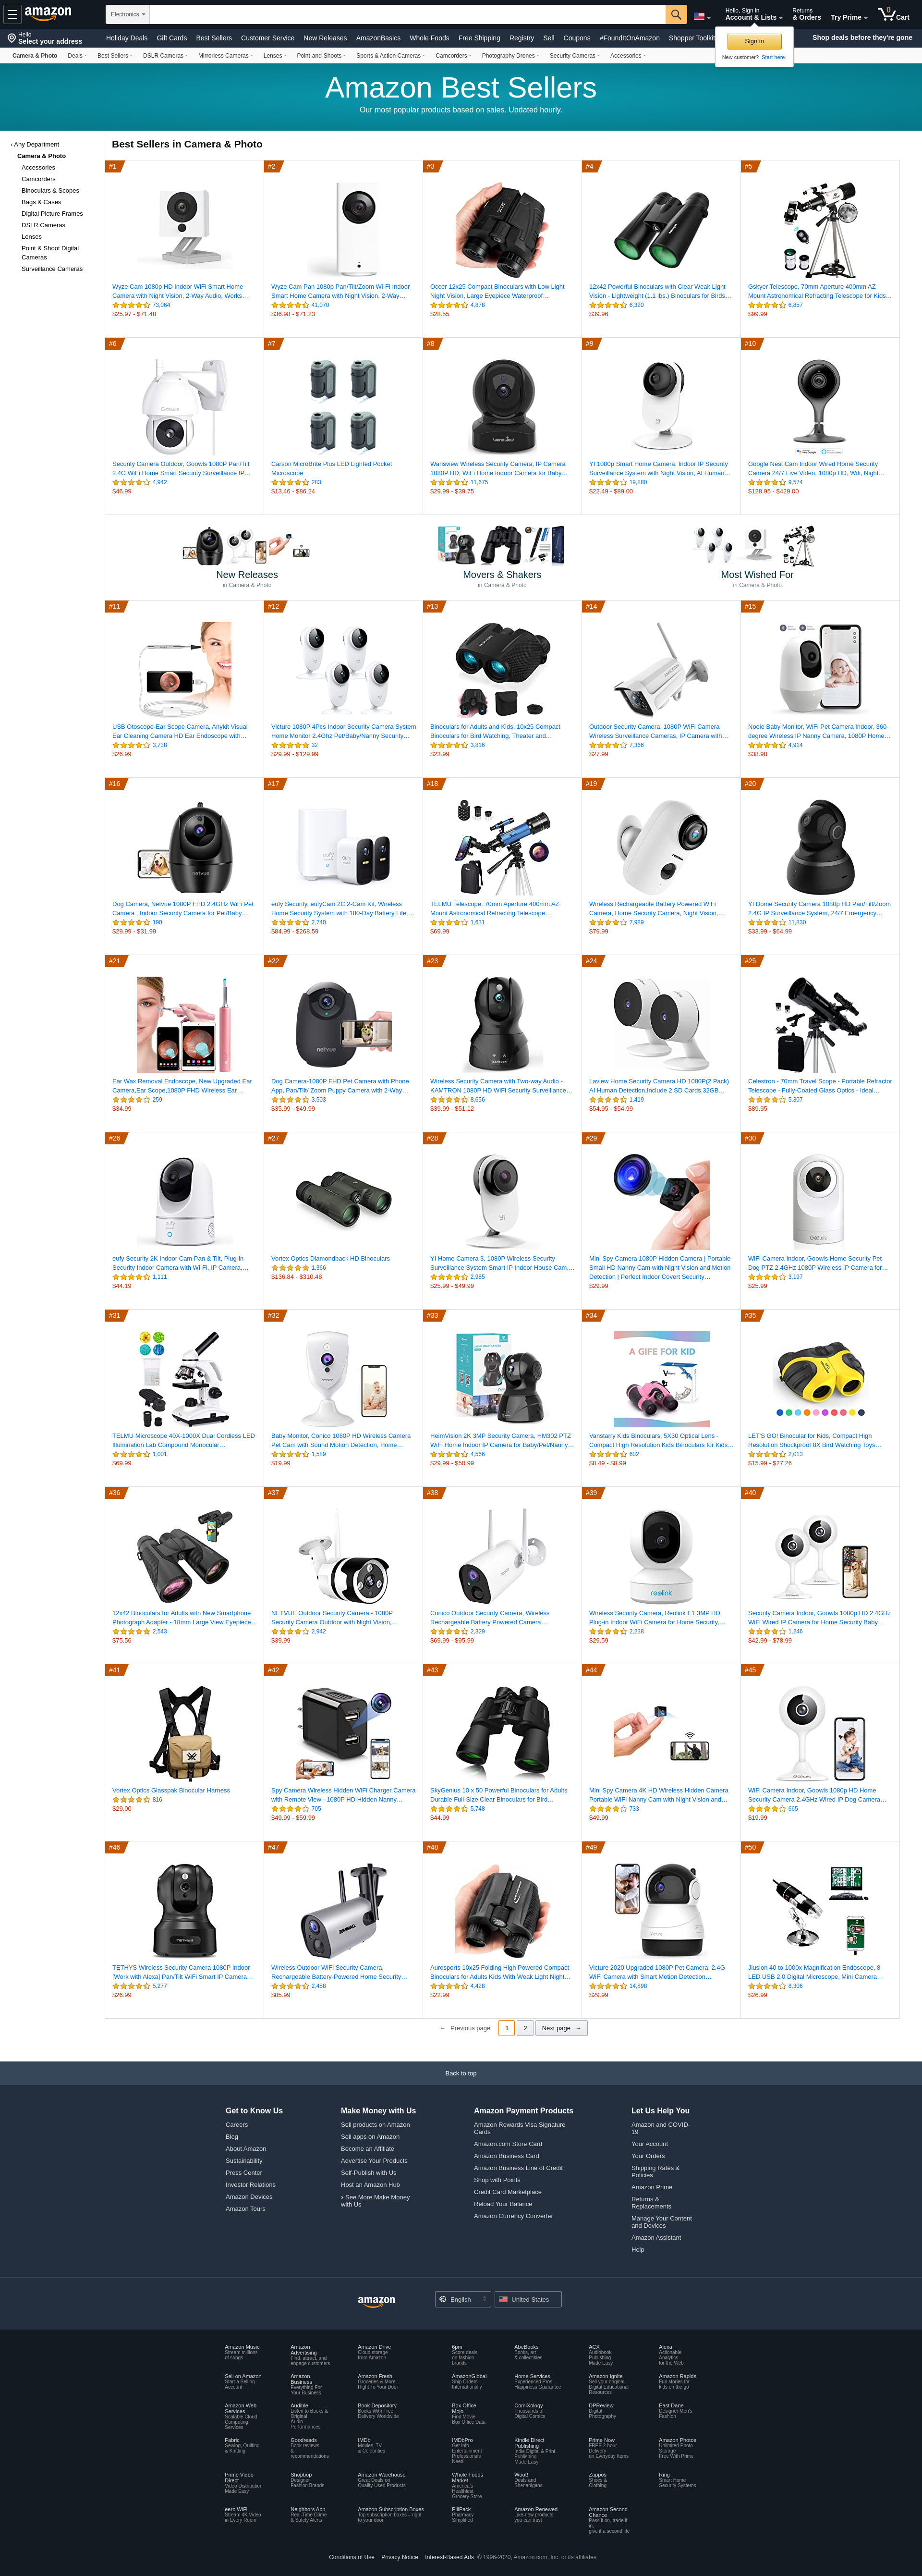 amazon
Electronics
Hello, Sign in
Account & Lists
Returns
& Orders
Try Prime
0
Cart
Hello
Select your address
Holiday Deals Gift Cards Best Sellers Customer Service New Releases AmazonBasics Whole Foods Free Shipping Registry Sell Coupons #FoundItOnAmazon Shopper Toolkit
Shop deals before they're gone
Sign in
New customer? Start here.
Camera & Photo Deals Best Sellers DSLR Cameras Mirrorless Cameras Lenses Point-and-Shoots Sports & Action Cameras Camcorders Photography Drones Security Cameras Accessories
Amazon Best Sellers
Our most popular products based on sales. Updated hourly.
‹ Any Department
Camera & Photo
Accessories
Camcorders
Binoculars & Scopes
Bags & Cases
Digital Picture Frames
DSLR Cameras
Lenses
Point & Shoot Digital
Cameras
Surveillance Cameras
Best Sellers in Camera & Photo
#1
Wyze Cam 1080p HD Indoor WiFi Smart Home
Camera with Night Vision, 2-Way Audio, Works…
73,064
$25.97 - $71.48
#2
Wyze Cam Pan 1080p Pan/Tilt/Zoom Wi-Fi Indoor
Smart Home Camera with Night Vision, 2-Way…
41,070
$36.98 - $71.23
#3
Occer 12x25 Compact Binoculars with Low Light
Night Vision, Large Eyepiece Waterproof…
4,878
$28.55
#4
12x42 Powerful Binoculars with Clear Weak Light
Vision - Lightweight (1.1 lbs.) Binoculars for Birds…
6,320
$39.96
#5
Gskyer Telescope, 70mm Aperture 400mm AZ
Mount Astronomical Refracting Telescope for Kids…
6,857
$99.99
#6
Security Camera Outdoor, Goowls 1080P Pan/Tilt
2.4G WiFi Home Smart Security Surveillance IP…
4,942
$46.99
#7
Carson MicroBrite Plus LED Lighted Pocket
Microscope
283
$13.46 - $86.24
#8
Wansview Wireless Security Camera, IP Camera
1080P HD, WiFi Home Indoor Camera for Baby…
11,675
$29.99 - $39.75
#9
YI 1080p Smart Home Camera, Indoor IP Security
Surveillance System with Night Vision, AI Human…
19,880
$22.49 - $89.00
#10
Google Nest Cam Indoor Wired Home Security
Camera 24/7 Live Video, 1080p HD, Wifi, Night…
9,574
$128.95 - $429.00
New Releases
in Camera & Photo
Movers & Shakers
in Camera & Photo
Most Wished For
in Camera & Photo
#11
USB Otoscope-Ear Scope Camera, Anykit Visual
Ear Cleaning Camera HD Ear Endoscope with…
3,738
$26.99
#12
Victure 1080P 4Pcs Indoor Security Camera System
Home Monitor 2.4Ghz Pet/Baby/Nanny Security…
32
$29.99 - $129.99
#13
Binoculars for Adults and Kids, 10x25 Compact
Binoculars for Bird Watching, Theater and…
3,816
$23.99
#14
Outdoor Security Camera, 1080P WiFi Camera
Wireless Surveillance Cameras, IP Camera with…
7,366
$27.99
#15
Nooie Baby Monitor, WiFi Pet Camera Indoor, 360-
degree Wireless IP Nanny Camera, 1080P Home…
4,914
$38.98
#16
netvue
Dog Camera, Netvue 1080P FHD 2.4GHz WiFi Pet
Camera , Indoor Security Camera for Pet/Baby…
190
$29.99 - $31.99
#17
eufy Security, eufyCam 2C 2-Cam Kit, Wireless
Home Security System with 180-Day Battery Life,…
2,740
$84.99 - $268.59
#18
TELMU Telescope, 70mm Aperture 400mm AZ
Mount Astronomical Refracting Telescope…
1,631
$69.99
#19
Wireless Rechargeable Battery Powered WiFi
Camera, Home Security Camera, Night Vision,…
7,989
$79.99
#20
YI Dome Security Camera 1080p HD Pan/Tilt/Zoom
2.4G IP Surveillance System, 24/7 Emergency…
11,830
$33.99 - $64.99
#21
Ear Wax Removal Endoscope, New Upgraded Ear
Camera,Ear Scope,1080P FHD Wireless Ear…
259
$34.99
#22
netvue
Dog Camera-1080P FHD Pet Camera with Phone
App, Pan/Tilt/ Zoom Puppy Camera with 2-Way…
3,503
$35.99 - $49.99
#23
Wireless Security Camera with Two-way Audio -
KAMTRON 1080P HD WiFi Security Surveillance…
8,656
$39.99 - $51.12
#24
Laview Home Security Camera HD 1080P(2 Pack)
AI Human Detection,Include 2 SD Cards,32GB…
1,419
$54.95 - $54.99
#25
Celestron - 70mm Travel Scope - Portable Refractor
Telescope - Fully-Coated Glass Optics - Ideal…
5,307
$89.95
#26
eufy Security 2K Indoor Cam Pan & Tilt, Plug-in
Security Indoor Camera with Wi-Fi, IP Camera,…
1,111
$44.19
#27
Vortex Optics Diamondback HD Binoculars
1,366
$136.84 - $310.48
#28
YI Home Camera 3, 1080P Wireless Security
Surveillance System Smart IP Indoor House Cam,…
2,985
$25.99 - $49.99
#29
Mini Spy Camera 1080P Hidden Camera | Portable
Small HD Nanny Cam with Night Vision and Motion
Detection | Perfect Indoor Covert Security…
$29.99
#30
WiFi Camera Indoor, Goowls Home Security Pet
Dog PTZ 2.4GHz 1080P Wireless IP Camera for…
3,197
$25.99
#31
TELMU Microscope 40X-1000X Dual Cordless LED
Illumination Lab Compound Monocular…
1,001
$69.99
#32
Baby Monitor, Conico 1080P HD Wireless Camera
Pet Cam with Sound Motion Detection, Home…
1,589
$19.99
#33
HeimVision 2K 3MP Security Camera, HM302 PTZ
WiFi Home Indoor IP Camera for Baby/Pet/Nanny…
4,566
$29.99 - $50.99
#34
A GIFE FOR KID
Vanstarry Kids Binoculars, 5X30 Optical Lens -
Compact High Resolution Kids Binoculars for Kids…
602
$8.49 - $8.99
#35
LET'S GO! Binocular for Kids, Compact High
Resolution Shockproof 8X Bird Watching Toys…
2,013
$15.99 - $27.26
#36
12x42 Binoculars for Adults with New Smartphone
Photograph Adapter - 18mm Large View Eyepiece…
2,543
$75.56
#37
NETVUE Outdoor Security Camera - 1080P
Security Camera Outdoor with Night Vision,…
2,942
$39.99
#38
Conico Outdoor Security Camera, Wireless
Rechargeable Battery Powered Camera…
2,329
$69.99 - $95.99
#39
reolink
Wireless Security Camera, Reolink E1 3MP HD
Plug-in Indoor WiFi Camera for Home Security,…
2,238
$29.59
#40
Security Camera Indoor, Goowls 1080p HD 2.4GHz
WiFi Wired IP Camera for Home Security Baby…
1,246
$42.99 - $78.99
#41
Vortex Optics Glasspak Binocular Harness
816
$29.00
#42
Spy Camera Wireless Hidden WiFi Charger Camera
with Remote View - 1080P HD Hidden Nanny…
705
$49.99 - $59.99
#43
SkyGenius 10 x 50 Powerful Binoculars for Adults
Durable Full-Size Clear Binoculars for Bird…
5,748
$44.99
#44
Mini Spy Camera 4K HD Wireless Hidden Camera
Portable WiFi Nanny Cam with Night Vision and…
733
$49.99
#45
WiFi Camera Indoor, Goowls 1080p HD Home
Security Camera 2.4GHz Wired IP Dog Camera…
665
$19.99
#46
TETHYS
TETHYS Wireless Security Camera 1080P Indoor
[Work with Alexa] Pan/Tilt WiFi Smart IP Camera…
5,277
$26.99
#47
Wireless Outdoor WiFi Security Camera,
Rechargeable Battery-Powered Home Security…
2,458
$85.99
#48
Aurosports 10x25 Folding High Powered Compact
Binoculars for Adults Kids With Weak Light Night…
4,428
$22.99
#49
Victure 2020 Upgraded 1080P Pet Camera, 2.4G
WiFi Camera with Smart Motion Detection…
14,898
$29.99
#50
Jiusion 40 to 1000x Magnification Endoscope, 8
LED USB 2.0 Digital Microscope, Mini Camera…
8,306
$26.99
← Previous page 1 2 Next page →
Back to top
Get to Know Us
Careers
Blog
About Amazon
Sustainability
Press Center
Investor Relations
Amazon Devices
Amazon Tours
Make Money with Us
Sell products on Amazon
Sell apps on Amazon
Become an Affiliate
Advertise Your Products
Self-Publish with Us
Host an Amazon Hub
› See More Make Money
with Us
Amazon Payment Products
Amazon Rewards Visa Signature
Cards
Amazon.com Store Card
Amazon Business Card
Amazon Business Line of Credit
Shop with Points
Credit Card Marketplace
Reload Your Balance
Amazon Currency Converter
Let Us Help You
Amazon and COVID-
19
Your Account
Your Orders
Shipping Rates &
Policies
Amazon Prime
Returns &
Replacements
Manage Your Content
and Devices
Amazon Assistant
Help
amazon
English
United States
Amazon Music
Stream millions
of songs
Amazon
Advertising
Find, attract, and
engage customers
Amazon Drive
Cloud storage
from Amazon
6pm
Score deals
on fashion
brands
AbeBooks
Books, art
& collectibles
ACX
Audiobook
Publishing
Made Easy
Alexa
Actionable
Analytics
for the Web
Sell on Amazon
Start a Selling
Account
Amazon
Business
Everything For
Your Business
Amazon Fresh
Groceries & More
Right To Your Door
AmazonGlobal
Ship Orders
Internationally
Home Services
Experienced Pros
Happiness Guarantee
Amazon Ignite
Sell your original
Digital Educational
Resources
Amazon Rapids
Fun stories for
kids on the go
Amazon Web
Services
Scalable Cloud
Computing
Services
Audible
Listen to Books &
Original
Audio
Performances
Book Depository
Books With Free
Delivery Worldwide
Box Office
Mojo
Find Movie
Box Office Data
ComiXology
Thousands of
Digital Comics
DPReview
Digital
Photography
East Dane
Designer Men's
Fashion
Fabric
Sewing, Quilting
& Knitting
Goodreads
Book reviews
&
recommendations
IMDb
Movies, TV
& Celebrities
IMDbPro
Get Info
Entertainment
Professionals
Need
Kindle Direct
Publishing
Indie Digital & Print
Publishing
Made Easy
Prime Now
FREE 2-hour
Delivery
on Everyday Items
Amazon Photos
Unlimited Photo
Storage
Free With Prime
Prime Video
Direct
Video Distribution
Made Easy
Shopbop
Designer
Fashion Brands
Amazon Warehouse
Great Deals on
Quality Used Products
Whole Foods
Market
America's
Healthiest
Grocery Store
Woot!
Deals and
Shenanigans
Zappos
Shoes &
Clothing
Ring
Smart Home
Security Systems
eero WiFi
Stream 4K Video
in Every Room
Neighbors App
Real-Time Crime
& Safety Alerts
Amazon Subscription Boxes
Top subscription boxes – right
to your door
PillPack
Pharmacy
Simplified
Amazon Renewed
Like-new products
you can trust
Amazon Second
Chance
Pass it on, trade it
in,
give it a second life
Conditions of Use Privacy Notice Interest-Based Ads © 1996-2020, Amazon.com, Inc. or its affiliates